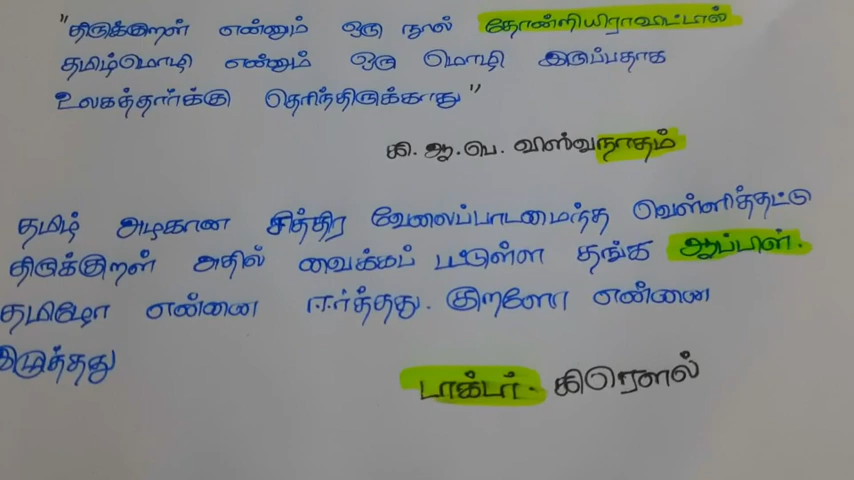 "திருக்குறள் என்னும் ஒரு நூல் தோன்றியிராவிட்டால்
தமிழ்மொழி என்னும் ஒரு மொழி இருப்பதாக
உலகத்தார்க்கு தெரிந்திருக்காது"
கி. ஆ. பெ. விஸ்வநாதம்
தமிழ் அழகான சித்திர வேலைப்பாடமைந்த வெள்ளித்தட்டு
திருக்குறள் அதில் வைக்கப் பட்டுள்ள தங்க ஆப்பிள்.
தமிழோ என்னை ஈர்த்தது. குறளோ என்னை
இழுத்தது
டாக்டர். கிரௌல்